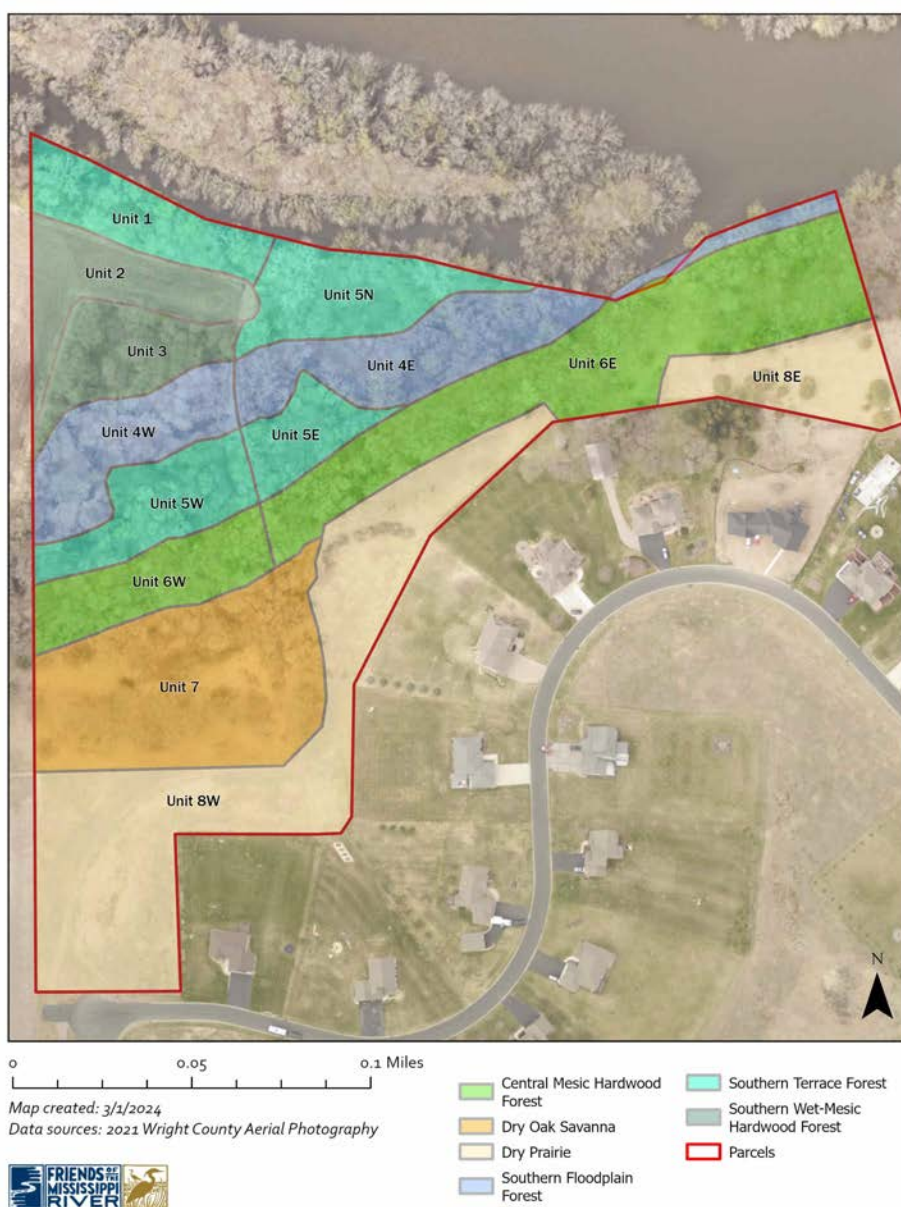 Unit 1
Unit 2
Unit 5N
Unit 3
Unit 4E
Unit 6E
Unit 8E
Unit 4W
Unit 5E
Unit 5W
Unit 6W
Unit 7
Unit 8W
N
0 0.05 0.1 Miles
Map created: 3/1/2024
Data sources: 2021 Wright County Aerial Photography
Central Mesic Hardwood
Forest
Dry Oak Savanna
Dry Prairie
Southern Floodplain
Forest
Southern Terrace Forest
Southern Wet-Mesic
Hardwood Forest
Parcels
FRIENDS OF THE
MISSISSIPPI
RIVER